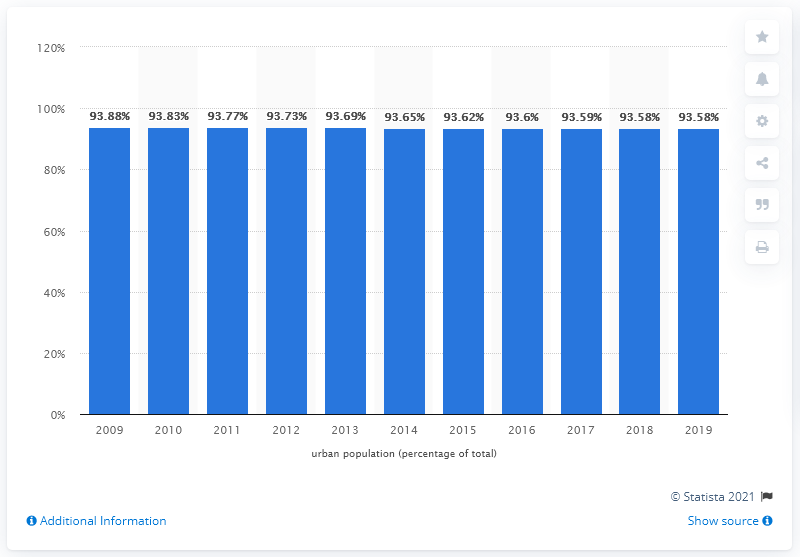 120%
100%
80%
60%
40%
20%
0%
93.88% 93.83% 93.77% 93.73% 93.69% 93.65% 93.62% 93.6% 93.59% 93.58% 93.58%
2009 2010 2011 2012 2013 2014 2015 2016 2017 2018 2019
urban population (percentage of total)
© Statista 2021
Additional Information
Show source